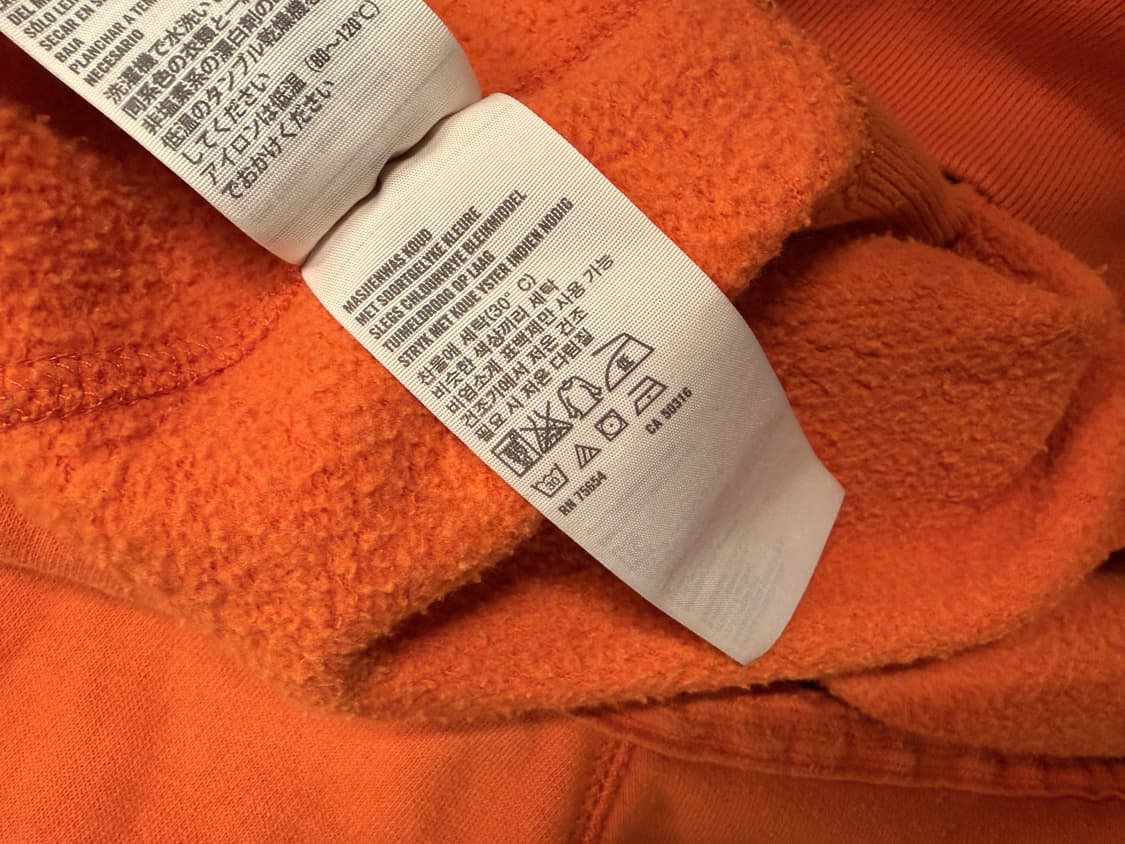 SÓLO LE
SECAR EN S
BAJA
PLANCHAR A TE
NECESARIO
洗濯機で水洗い
同系色の衣類と一
非塩素系の漂白剤の
低温のタンブル乾燥機
してください
アイロンは低温 (80～120℃)
でおかけください
MASJIENWAS KOUD
MET SOORTGELYKE KLEURE
SLEGS CHLOORVRYE BLEIKMIDDEL
TUIMELDROOG OP LAAG
STRYK MET KOUE YSTER INDIEN NODIG
찬물에 세탁(30° C)
비슷한 색상끼리 세탁
비염소계 표백제만 사용 가능
건조기에서 저온 건조
필요 시 저온 다림질
30
RN 75654
CA 50316